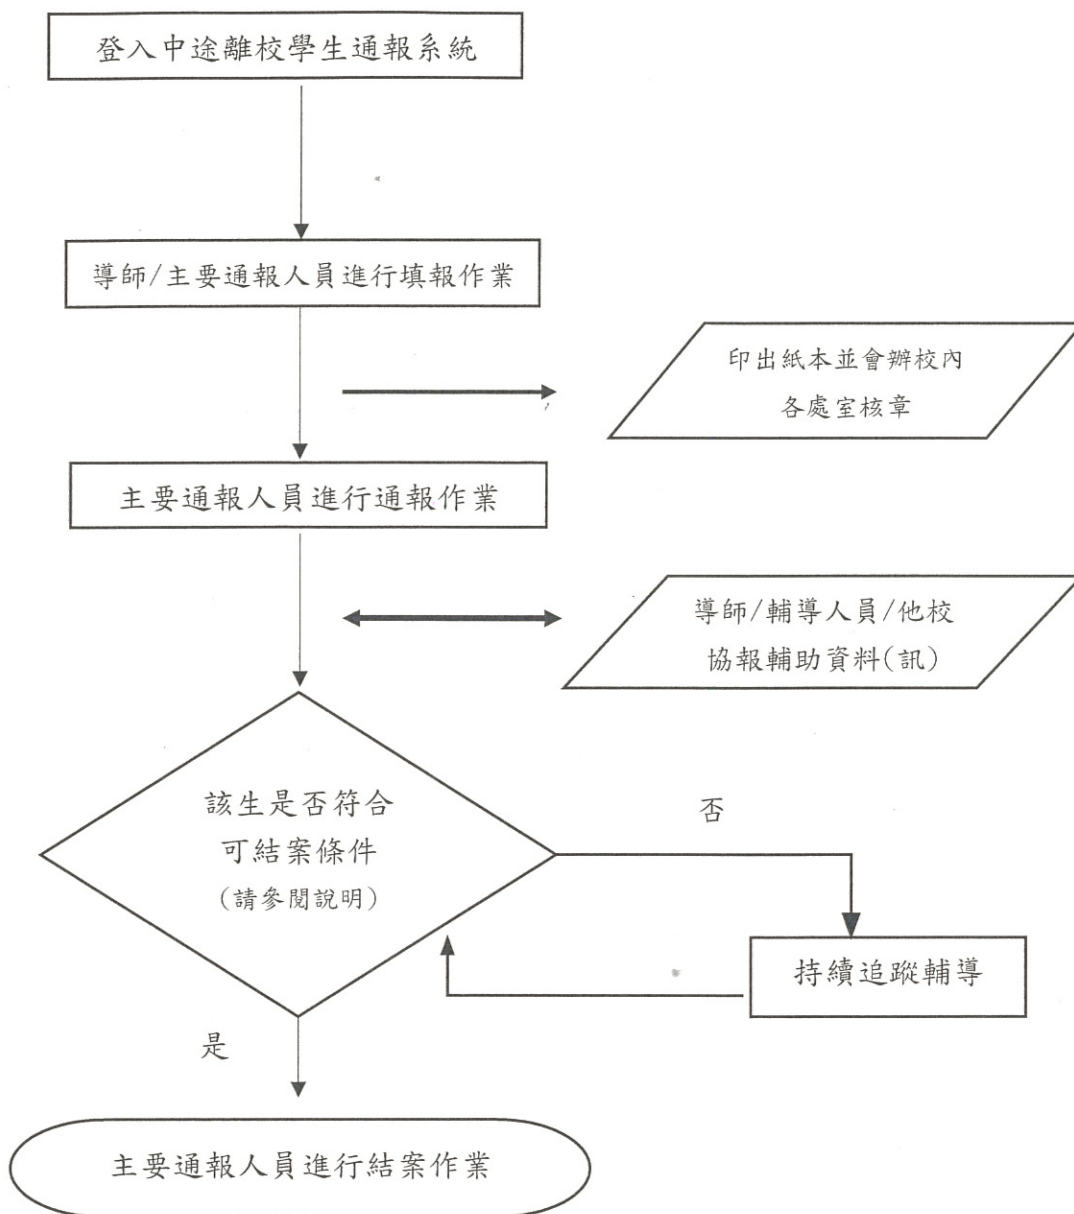 登入中途離校學生通報系統
導師/主要通報人員進行填報作業
印出紙本並會辦校內
各處室核章
主要通報人員進行通報作業
導師/輔導人員/他校
協報輔助資料(訊)
該生是否符合
可結案條件
(請參閱說明)
否
持續追蹤輔導
是
主要通報人員進行結案作業